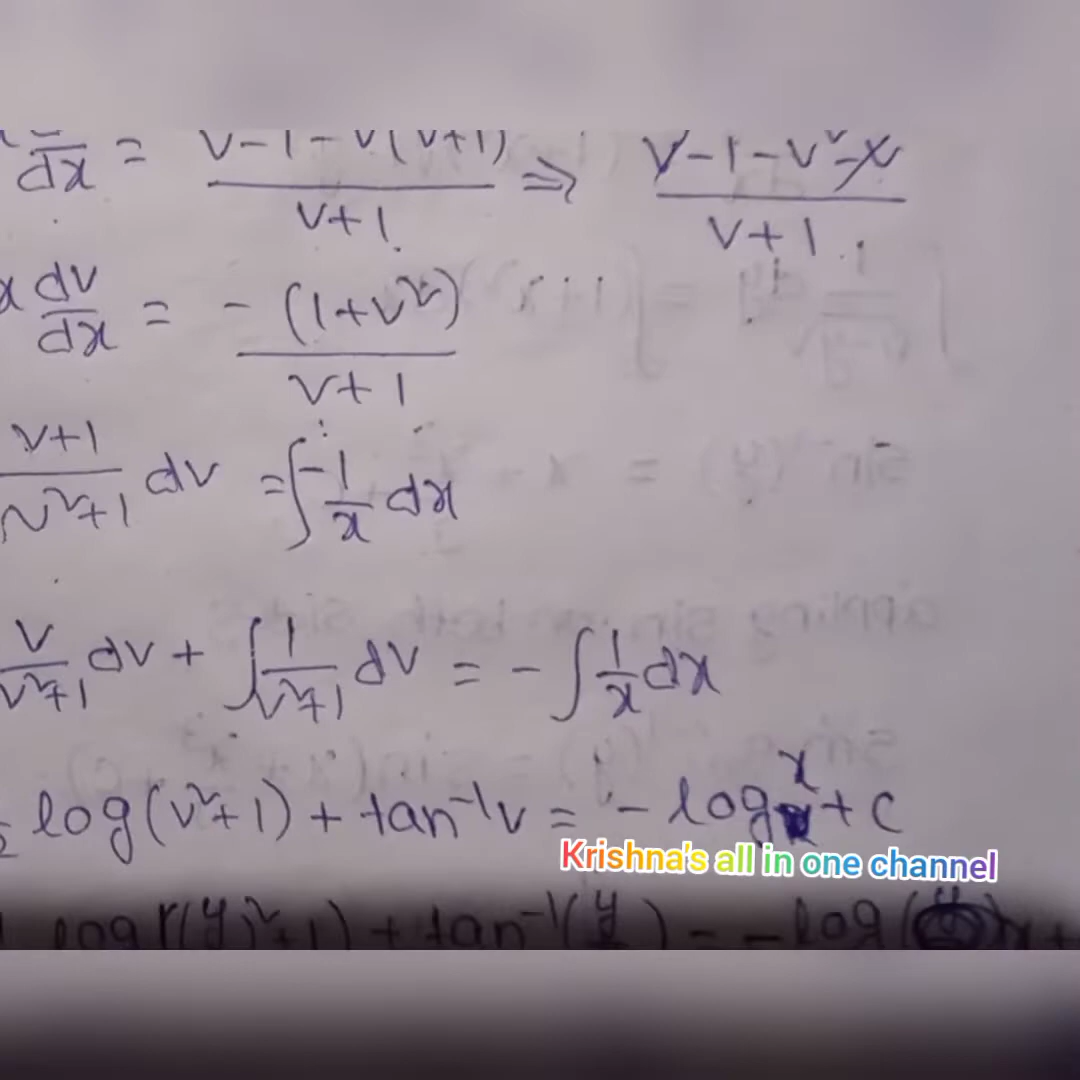 dv/dx = (v-1-v(v+1))/(v+1) ⇒ (v-1-v²-v)/(v+1)
x dv/dx = -(1+v²)/(v+1)
(v+1)/(v²+1) dv = ∫ -1/x dx
v/(v²+1) dv + ∫ 1/(v²+1) dv = - ∫ 1/x dx
log(v²+1) + tan⁻¹v = - log x + c
Krishna's all in one channel
log((y)²+1) + tan⁻¹(y) = - log